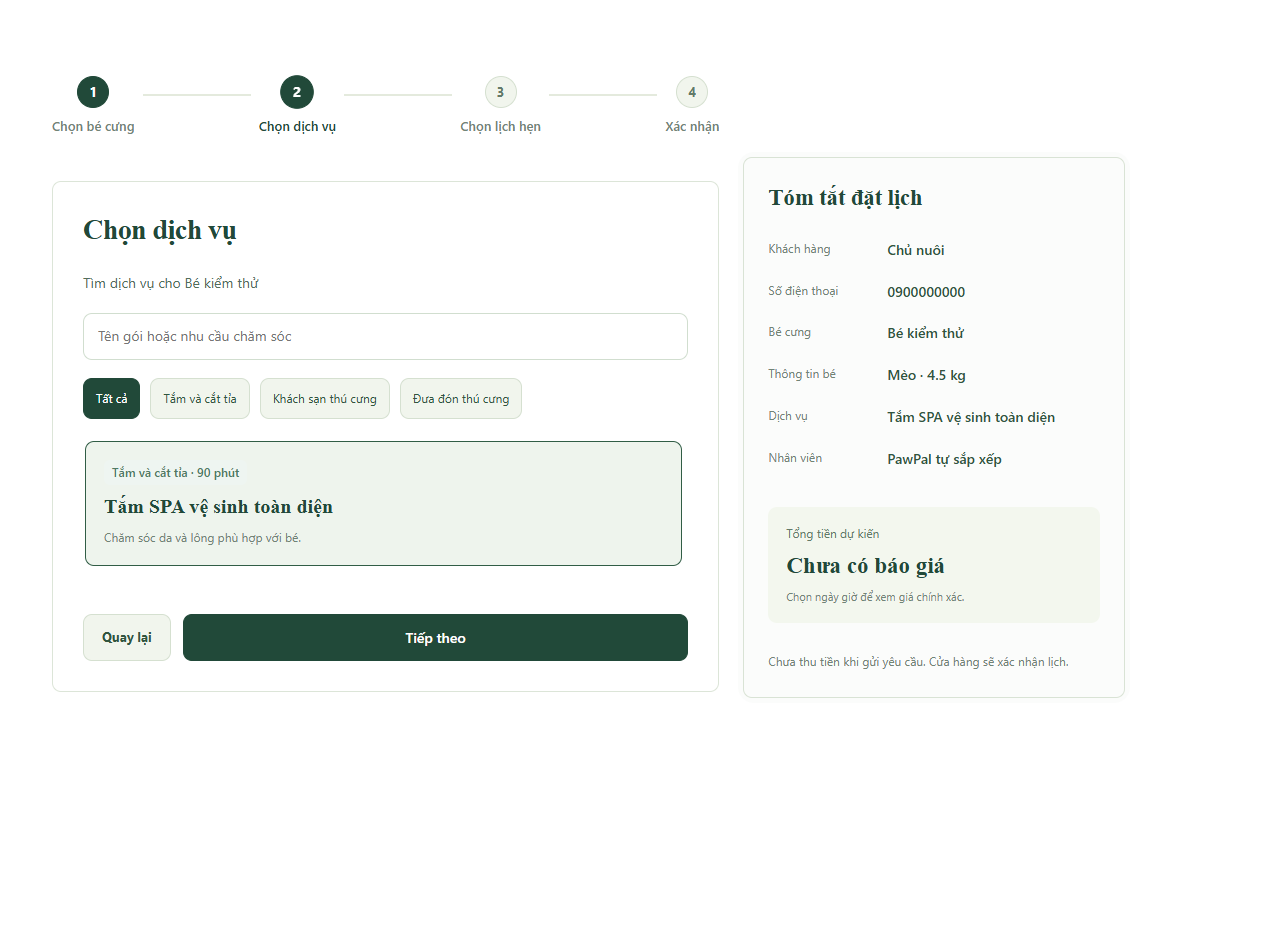 1
2
3
4
Chọn bé cưng
Chọn dịch vụ
Chọn lịch hẹn
Xác nhận
Chọn dịch vụ
Tìm dịch vụ cho Bé kiểm thử
Tên gói hoặc nhu cầu chăm sóc
Tất cả
Tắm và cắt tỉa
Khách sạn thú cưng
Đưa đón thú cưng
Tắm và cắt tỉa · 90 phút
Tắm SPA vệ sinh toàn diện
Chăm sóc da và lông phù hợp với bé.
Quay lại
Tiếp theo
Tóm tắt đặt lịch
Khách hàng Chủ nuôi
Số điện thoại 0900000000
Bé cưng Bé kiểm thử
Thông tin bé Mèo · 4.5 kg
Dịch vụ Tắm SPA vệ sinh toàn diện
Nhân viên PawPal tự sắp xếp
Tổng tiền dự kiến
Chưa có báo giá
Chọn ngày giờ để xem giá chính xác.
Chưa thu tiền khi gửi yêu cầu. Cửa hàng sẽ xác nhận lịch.